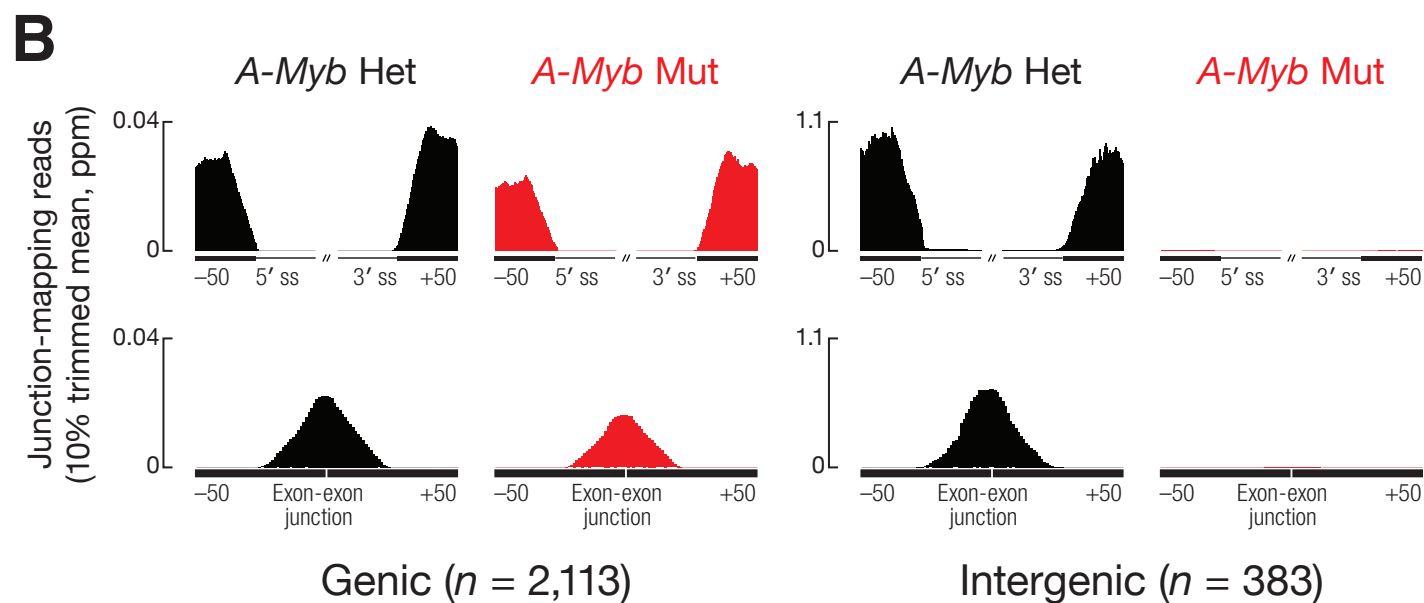 B
A-Myb Het
A-Myb Mut
A-Myb Het
A-Myb Mut
Junction-mapping reads
(10% trimmed mean, ppm)
0.04
0
1.1
0
−50 5′ ss // 3′ ss +50
−50 5′ ss // 3′ ss +50
−50 5′ ss // 3′ ss +50
−50 5′ ss // 3′ ss +50
0.04
0
1.1
0
−50 Exon-exon +50
junction
−50 Exon-exon +50
junction
−50 Exon-exon +50
junction
−50 Exon-exon +50
junction
Genic (n = 2,113)
Intergenic (n = 383)